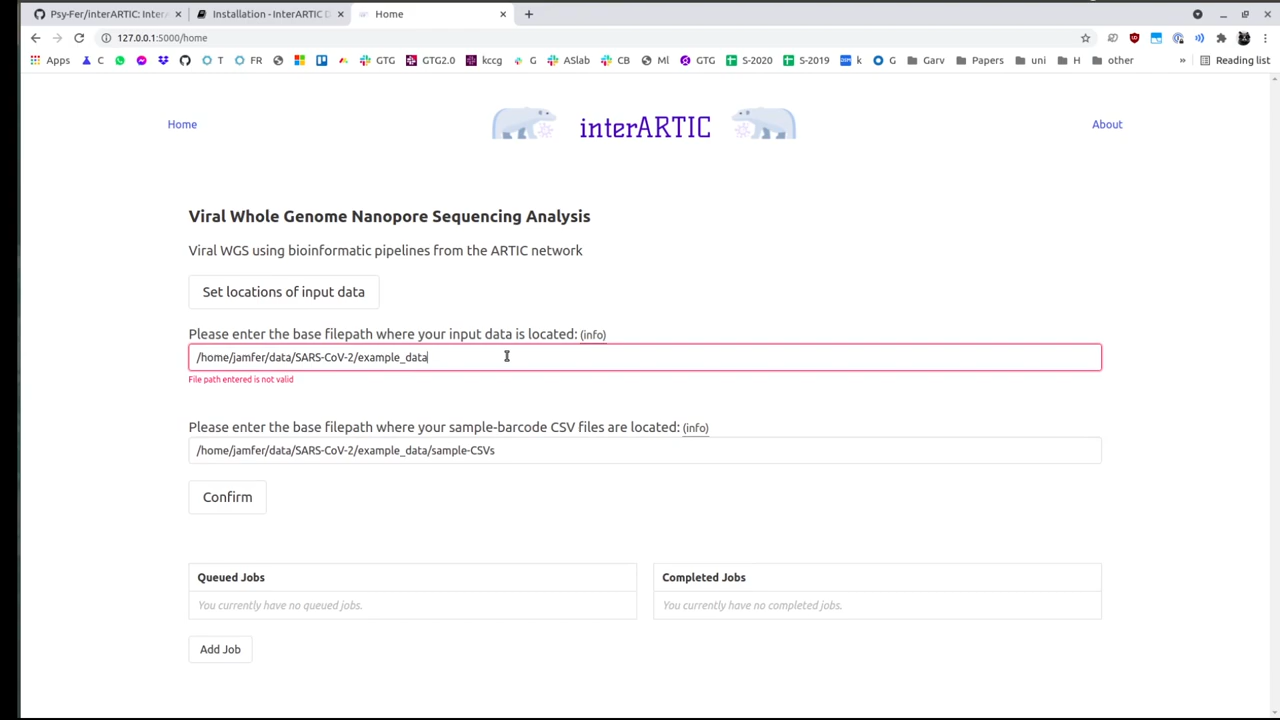 Psy-Fer/interARTIC: InterA
Installation - InterARTIC D
Home
127.0.0.1:5000/home
Apps C T FR GTG GTG2.0 kccg G ASlab CB Ml GTG S-2020 S-2019 k G Garv Papers uni H other » Reading list
Home
interARTIC
About
Viral Whole Genome Nanopore Sequencing Analysis
Viral WGS using bioinformatic pipelines from the ARTIC network
Set locations of input data
Please enter the base filepath where your input data is located: (info)
/home/jamfer/data/SARS-CoV-2/example_data
File path entered is not valid
Please enter the base filepath where your sample-barcode CSV files are located: (info)
/home/jamfer/data/SARS-CoV-2/example_data/sample-CSVs
Confirm
Queued Jobs
You currently have no queued jobs.
Completed Jobs
You currently have no completed jobs.
Add Job